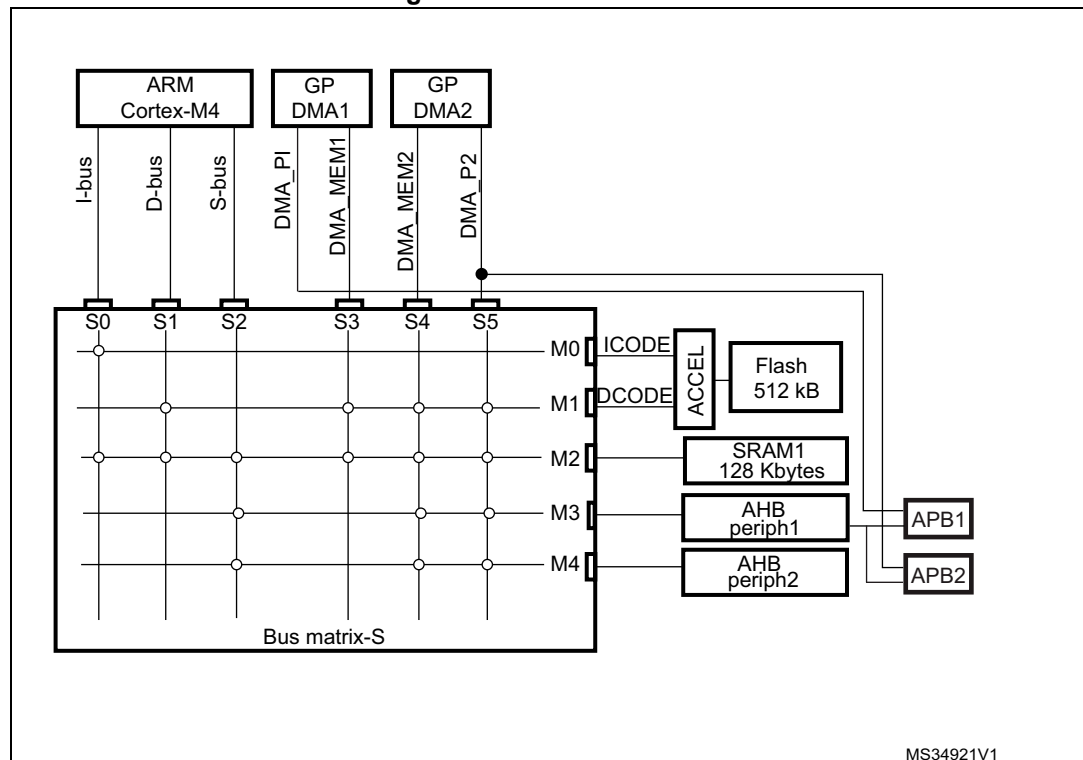 ARM
Cortex-M4
GP
DMA1
GP
DMA2
I-bus
D-bus
S-bus
DMA_PI
DMA_MEM1
DMA_MEM2
DMA_P2
S0 S1 S2 S3 S4 S5
M0 ICODE
M1 DCODE
ACCEL
Flash
512 kB
M2
SRAM1
128 Kbytes
M3
AHB
periph1
APB1
M4
AHB
periph2
APB2
Bus matrix-S
MS34921V1